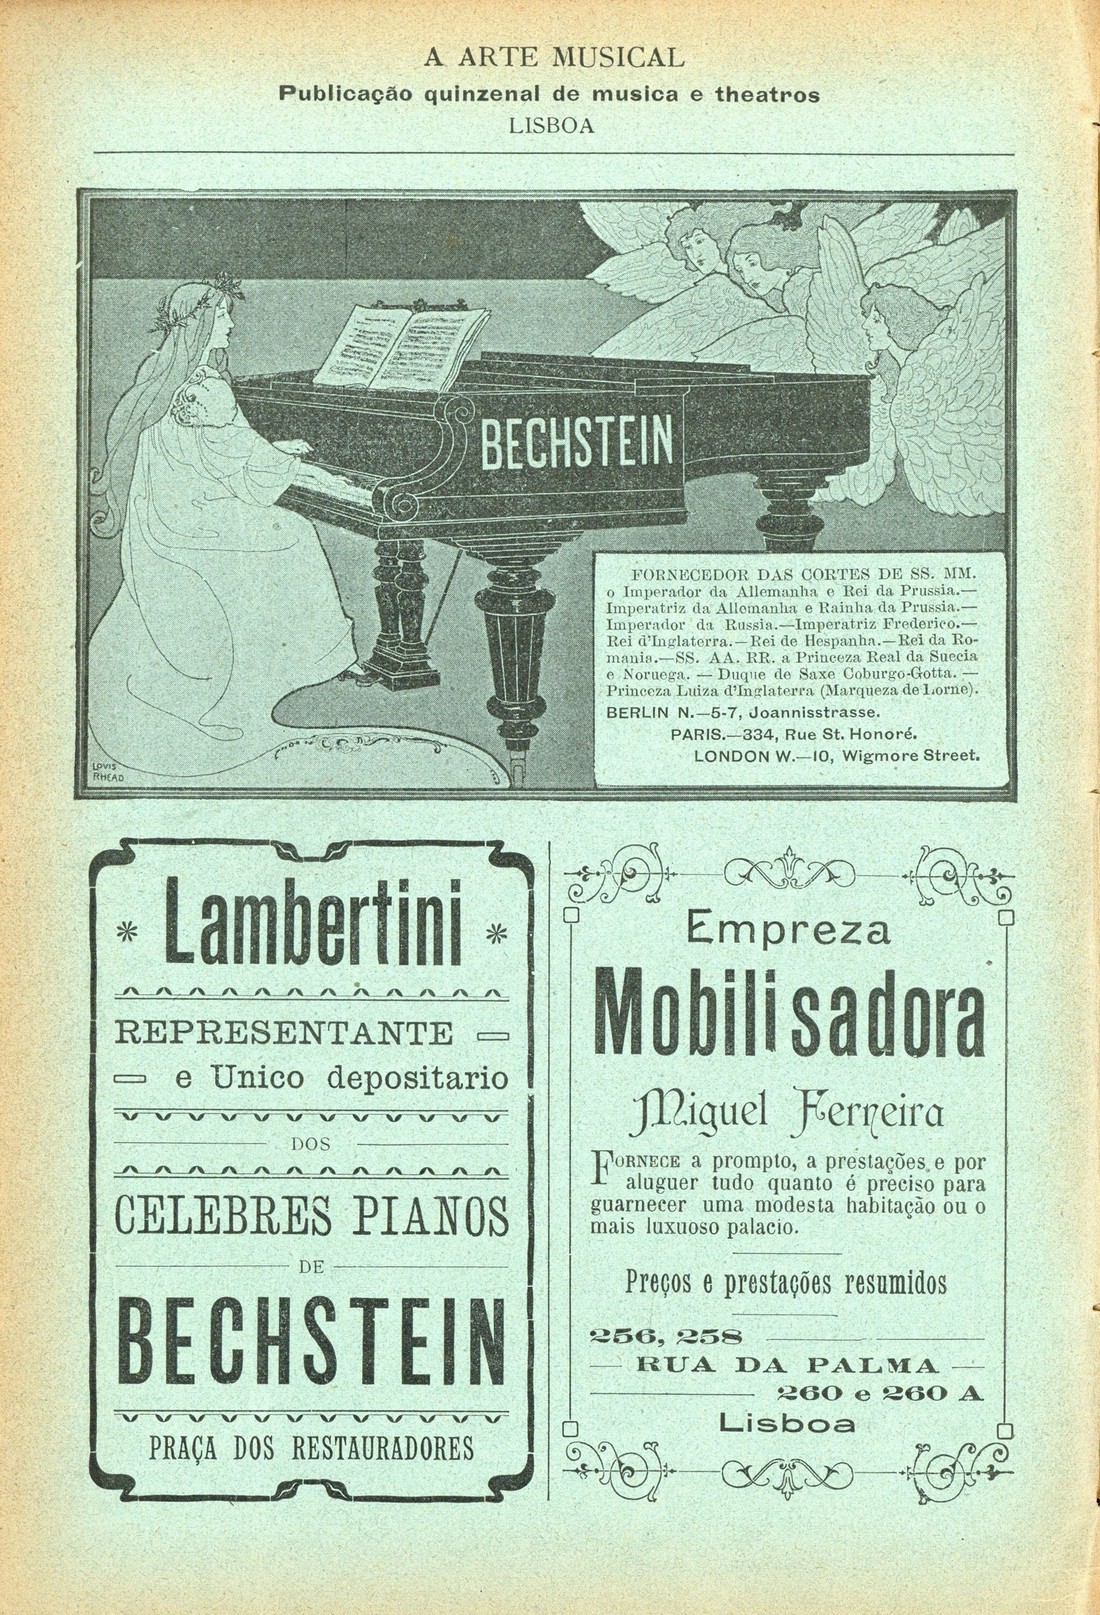 A ARTE MUSICAL
Publicação quinzenal de musica e theatros
LISBOA
BECHSTEIN
FORNECEDOR DAS CORTES DE SS. MM.
o Imperador da Allemanha e Rei da Prussia.—
Imperatriz da Allemanha e Rainha da Prussia.—
Imperador da Russia.—Imperatriz Frederico.—
Rei d'Inglaterra.—Rei de Hespanha.—Rei da Ro-
mania.—SS. AA. RR. a Princeza Real da Suecia
e Noruega. — Duque de Saxe Coburgo-Gotta. —
Princeza Luiza d'Inglaterra (Marqueza de Lorne).
BERLIN N.—5-7, Joannisstrasse.
PARIS.—334, Rue St. Honoré.
LONDON W.—10, Wigmore Street.
LOVIS
RHEAD
Lambertini
REPRESENTANTE
e Unico depositario
DOS
CELEBRES PIANOS
DE
BECHSTEIN
PRAÇA DOS RESTAURADORES
Empreza
Mobilisadora
Miguel Ferreira
FORNECE a prompto, a prestações, e por
aluguer tudo quanto é preciso para
guarnecer uma modesta habitação ou o
mais luxuoso palacio.
Preços e prestações resumidos
256, 258
RUA DA PALMA
260 e 260 A
Lisboa